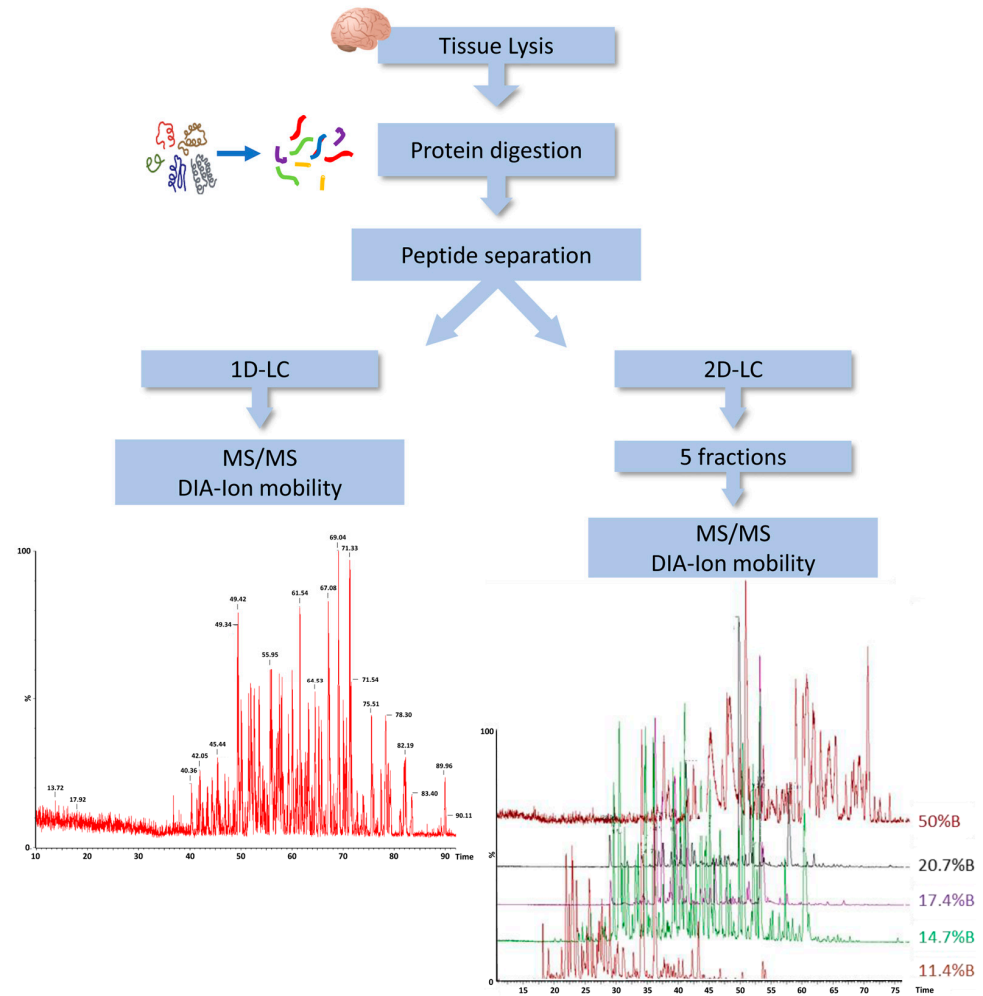 Tissue Lysis
Protein digestion
Peptide separation
1D-LC
2D-LC
MS/MS
DIA-Ion mobility
5 fractions
MS/MS
DIA-Ion mobility
100
%
0
69.04
71.33
67.08
61.54
49.42
49.34
55.95
64.53
71.54
75.51
78.30
45.44
42.05
40.36
82.19
83.40
89.96
90.11
13.72
17.92
10 20 30 40 50 60 70 80 90 Time
100
%
0
50%B
20.7%B
17.4%B
14.7%B
11.4%B
15 20 25 30 35 40 45 50 55 60 65 70 75 Time